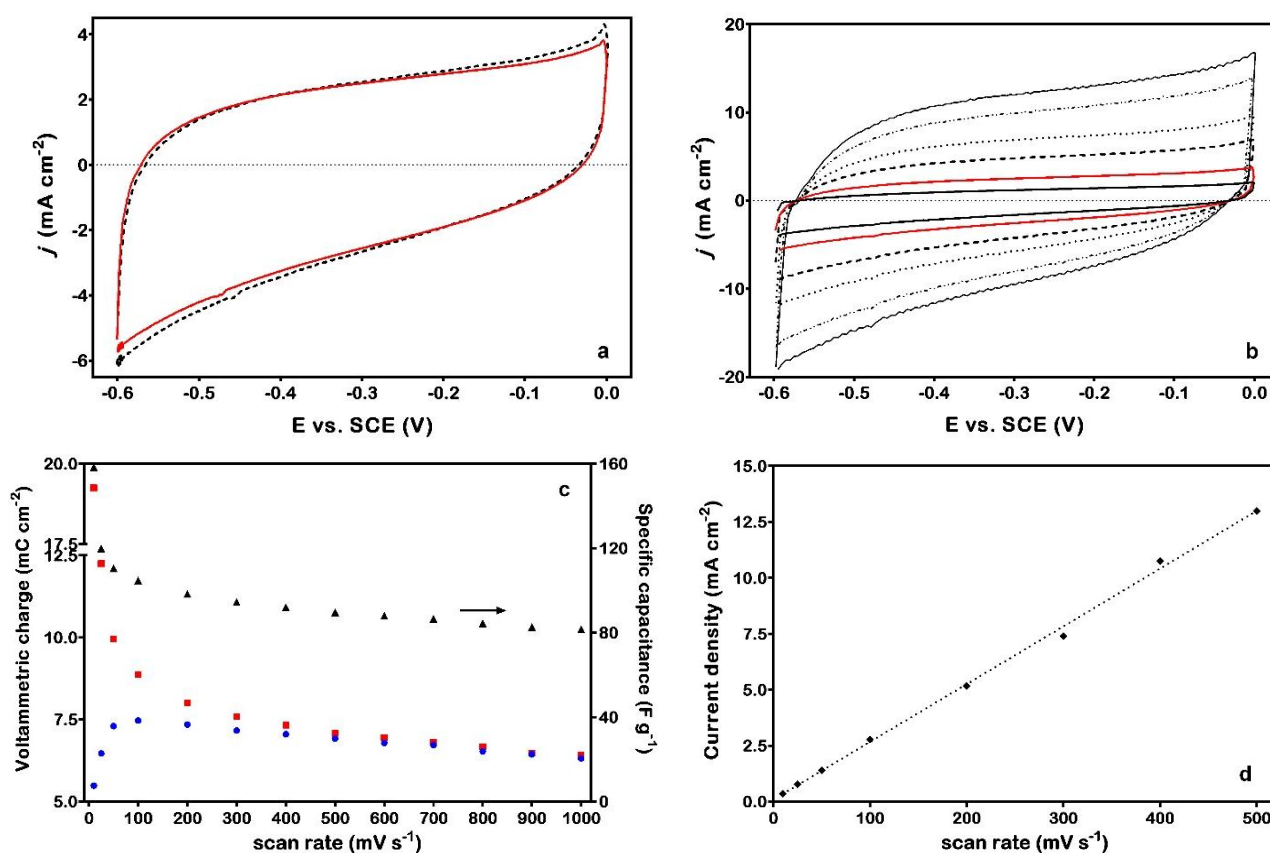 4
2
0
-2
-4
-6
j (mA cm⁻²)
a
-0.6 -0.5 -0.4 -0.3 -0.2 -0.1 0.0
E vs. SCE (V)
20
10
0
-10
-20
j (mA cm⁻²)
b
-0.6 -0.5 -0.4 -0.3 -0.2 -0.1 0.0
E vs. SCE (V)
20.0
17.5
12.5
10.0
7.5
5.0
Voltammetric charge (mC cm⁻²)
c
160
120
80
40
0
Specific capacitance (F g⁻¹)
0 100 200 300 400 500 600 700 800 900 1000
scan rate (mV s⁻¹)
15.0
12.5
10.0
7.5
5.0
2.5
0.0
Current density (mA cm⁻²)
d
0 100 200 300 400 500
scan rate (mV s⁻¹)